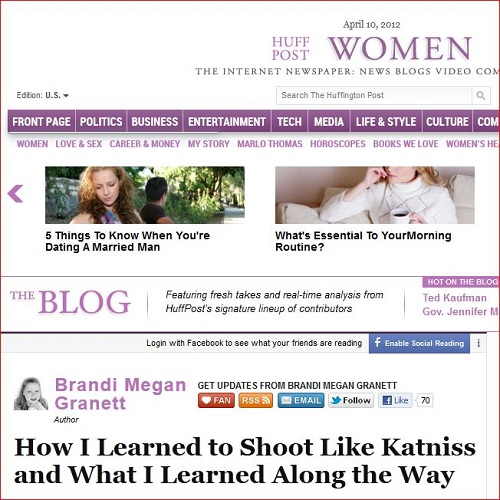 April 10, 2012
HUFF
POST
WOMEN
THE INTERNET NEWSPAPER: NEWS BLOGS VIDEO COM
Edition: U.S.
Search The Huffington Post
FRONT PAGE POLITICS BUSINESS ENTERTAINMENT TECH MEDIA LIFE & STYLE CULTURE COM
WOMEN LOVE & SEX CAREER & MONEY MY STORY MARLO THOMAS HOROSCOPES BOOKS WE LOVE WOMEN'S HE
5 Things To Know When You're
Dating A Married Man
What's Essential To YourMorning
Routine?
THE BLOG
Featuring fresh takes and real-time analysis from
HuffPost's signature lineup of contributors
HOT ON THE BLOG
Ted Kaufman
Gov. Jennifer M
Login with Facebook to see what your friends are reading
f Enable Social Reading i
Brandi Megan
Granett
Author
GET UPDATES FROM BRANDI MEGAN GRANETT
FAN RSS EMAIL Follow Like 70
How I Learned to Shoot Like Katniss
and What I Learned Along the Way